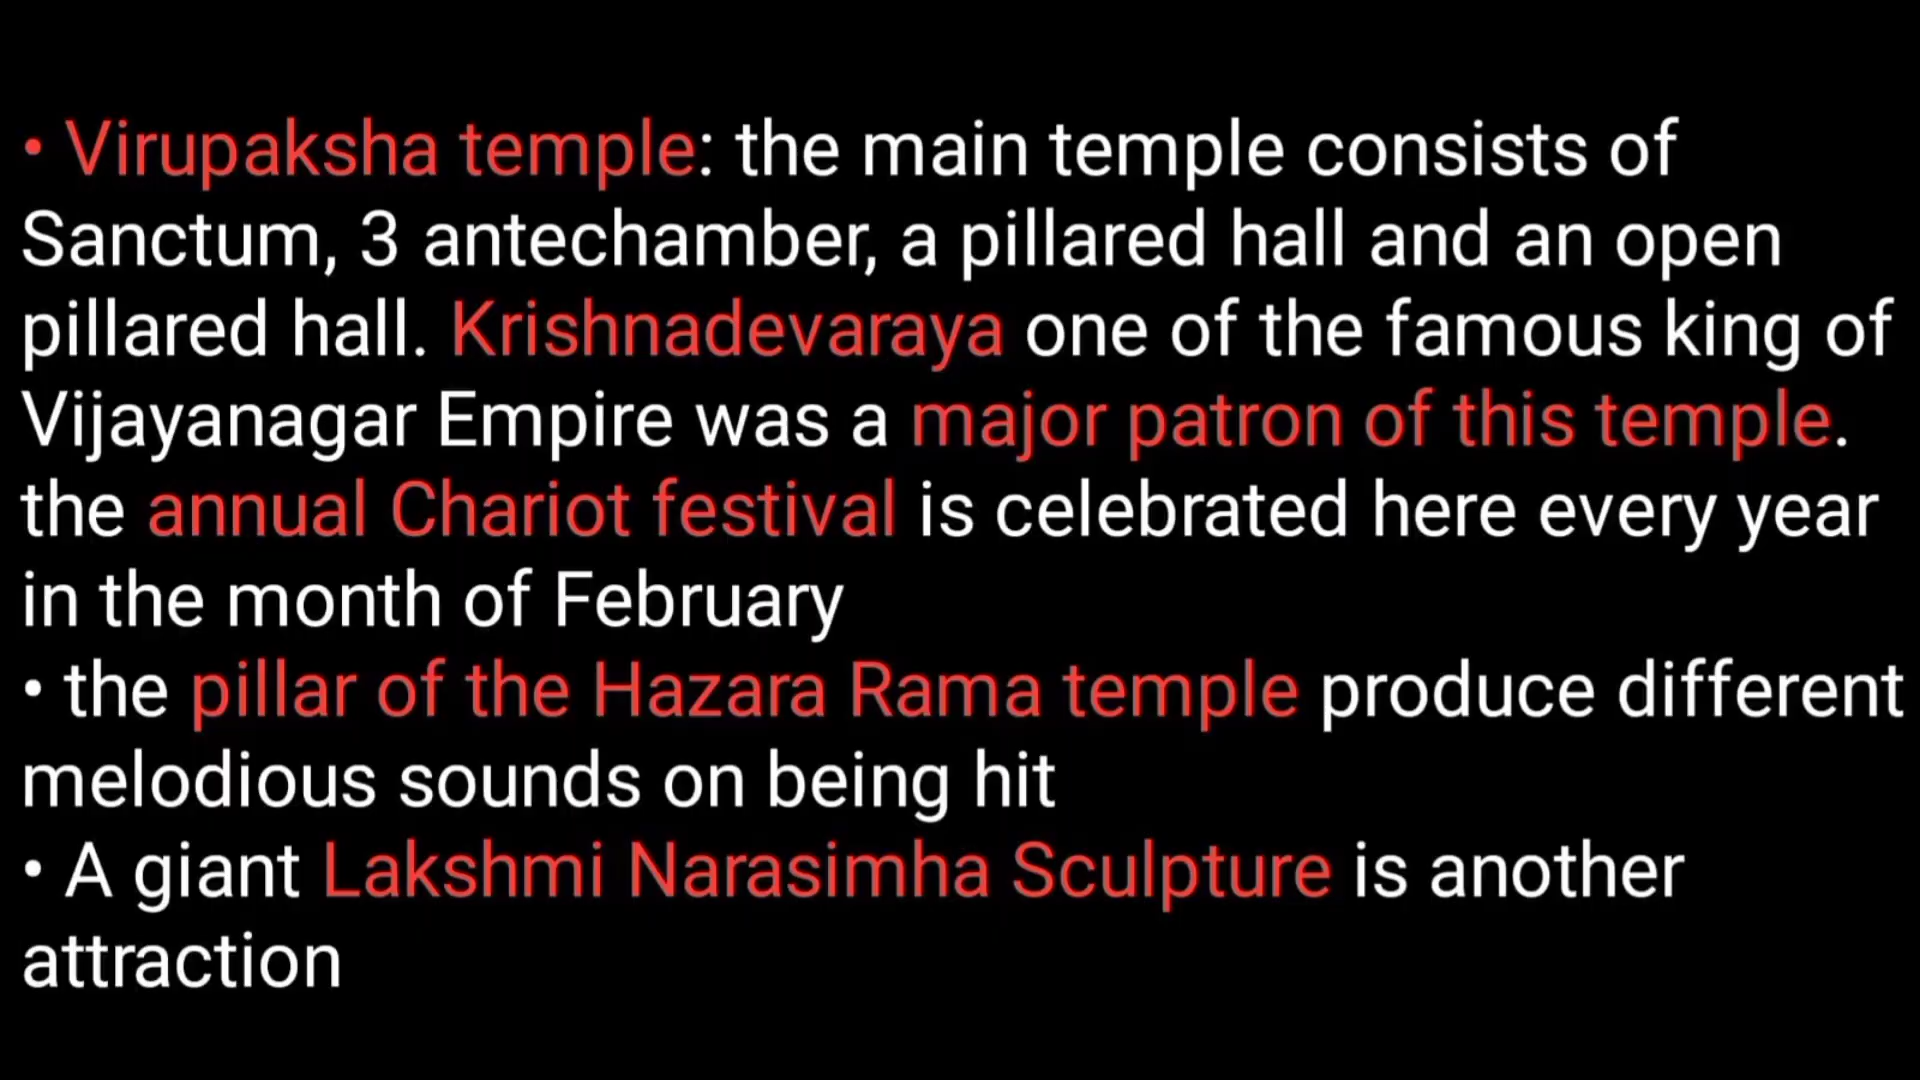 • Virupaksha temple: the main temple consists of
Sanctum, 3 antechamber, a pillared hall and an open
pillared hall. Krishnadevaraya one of the famous king of
Vijayanagar Empire was a major patron of this temple.
the annual Chariot festival is celebrated here every year
in the month of February
• the pillar of the Hazara Rama temple produce different
melodious sounds on being hit
• A giant Lakshmi Narasimha Sculpture is another
attraction